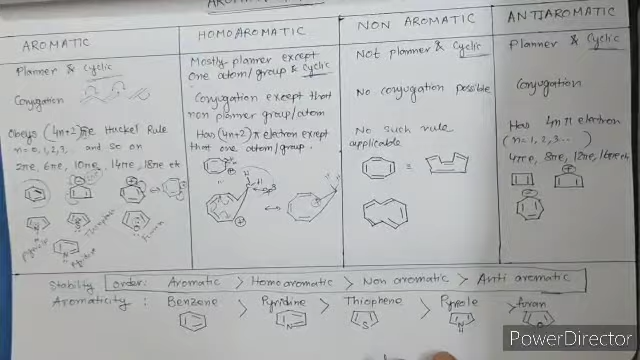 AROMATIC
Planner & Cyclic
Conjugation
Obeys (4n+2)πe Huckel Rule
n=0,1,2,3, and so on
2πe, 6πe, 10πe, 14πe, 18πe etc
Pyrrole
Thiophene
Furan
Pyridine
HOMOAROMATIC
Mostly-planner except
one atom/group & Cyclic
Conjugation except that
non planner group/atom
Has (4n+2)π electron except
that one atom/group.
NON AROMATIC
Not planner & Cyclic
No conjugation possible
No such rule
applicable
ANTIAROMATIC
Planner & Cyclic
Conjugation
Has 4n π electron
(n=1, 2, 3...)
4πe, 8πe, 12πe, 16πe etc
Stability order: Aromatic > Homoaromatic > Non aromatic > Anti aromatic
Aromaticity: Benzene > Pyridine > Thiophene > Pyrrole > furan
N S N H O
PowerDirector